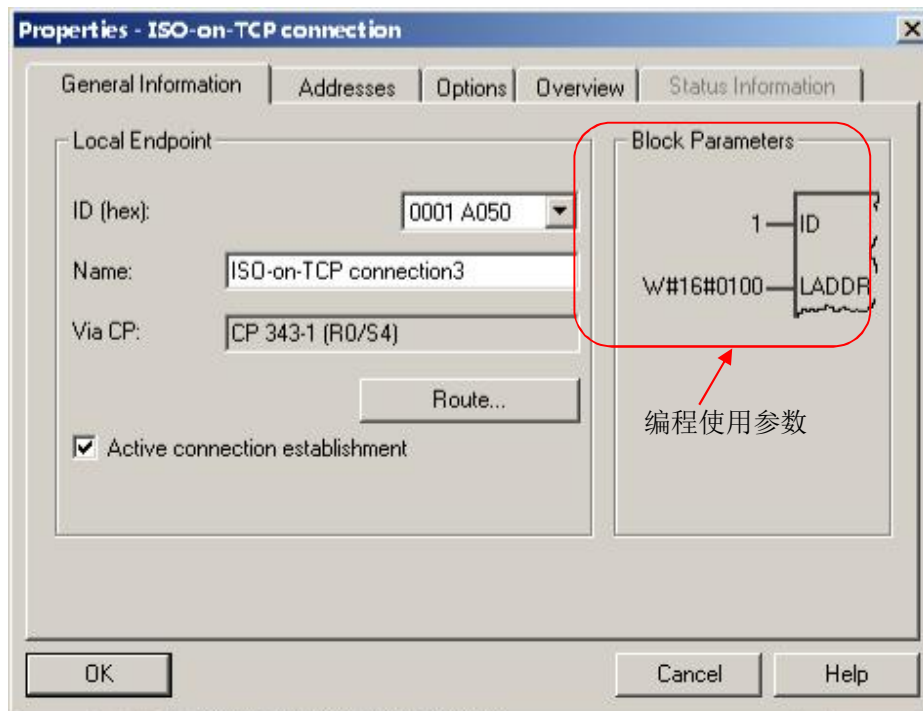 Properties - ISO-on-TCP connection
General Information Addresses Options Overview Status Information
Local Endpoint
ID (hex): 0001 A050
Name: ISO-on-TCP connection3
Via CP: CP 343-1 (R0/S4)
Route...
Active connection establishment
Block Parameters
1 ID
W#16#0100 LADDR
编程使用参数
OK Cancel Help